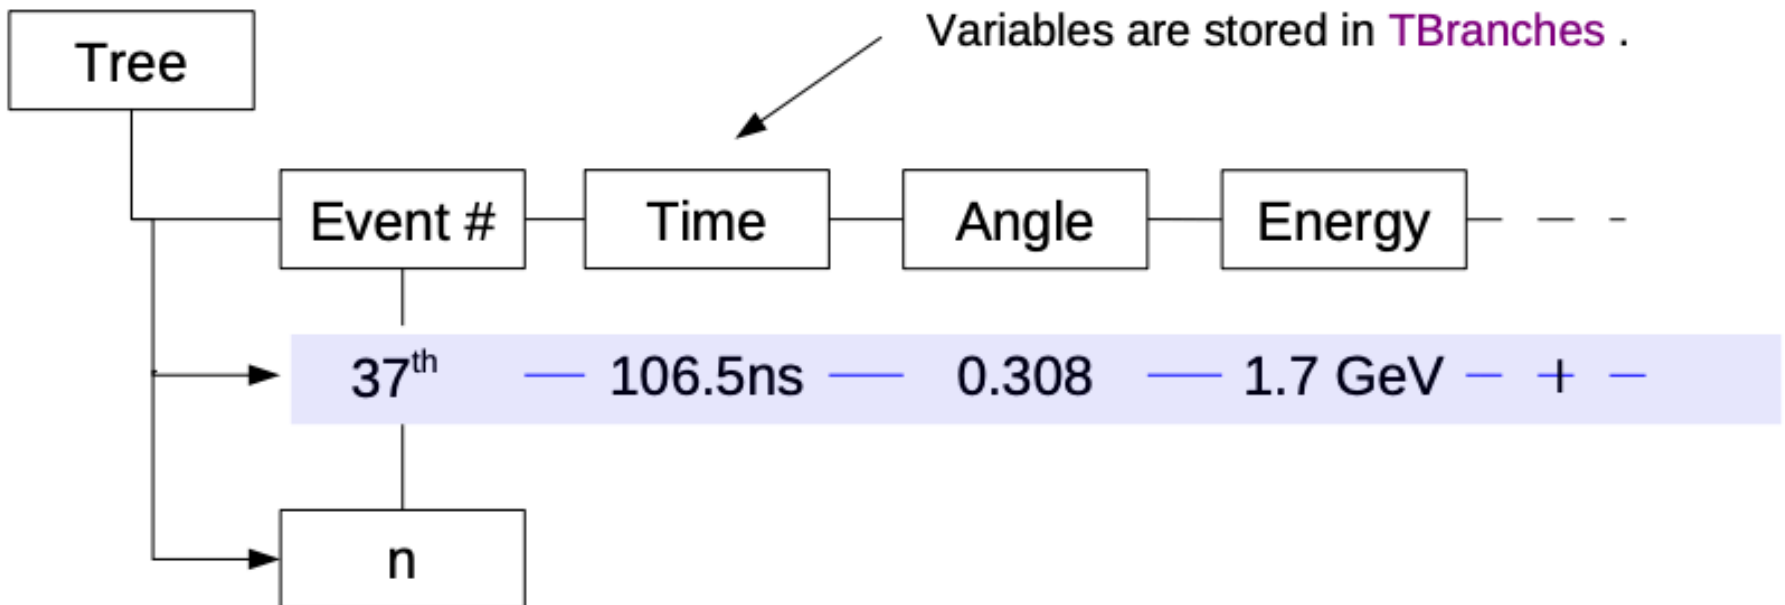 Variables are stored in TBranches .
Tree
Event # Time Angle Energy
37th 106.5ns 0.308 1.7 GeV
n